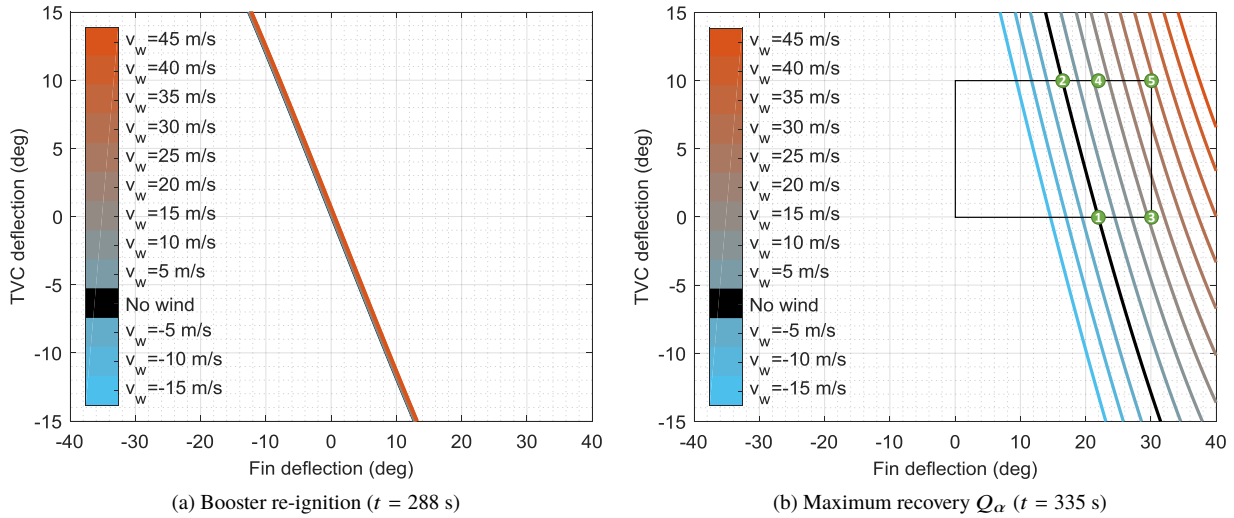 15
10
5
0
-5
-10
-15
TVC deflection (deg)
v_w=45 m/s
v_w=40 m/s
v_w=35 m/s
v_w=30 m/s
v_w=25 m/s
v_w=20 m/s
v_w=15 m/s
v_w=10 m/s
v_w=5 m/s
No wind
v_w=-5 m/s
v_w=-10 m/s
v_w=-15 m/s
-40 -30 -20 -10 0 10 20 30 40
Fin deflection (deg)
(a) Booster re-ignition (t = 288 s)
15
10
5
0
-5
-10
-15
TVC deflection (deg)
v_w=45 m/s
v_w=40 m/s
v_w=35 m/s
v_w=30 m/s
v_w=25 m/s
v_w=20 m/s
v_w=15 m/s
v_w=10 m/s
v_w=5 m/s
No wind
v_w=-5 m/s
v_w=-10 m/s
v_w=-15 m/s
2 4 5
1 3
-40 -30 -20 -10 0 10 20 30 40
Fin deflection (deg)
(b) Maximum recovery Q_α (t = 335 s)